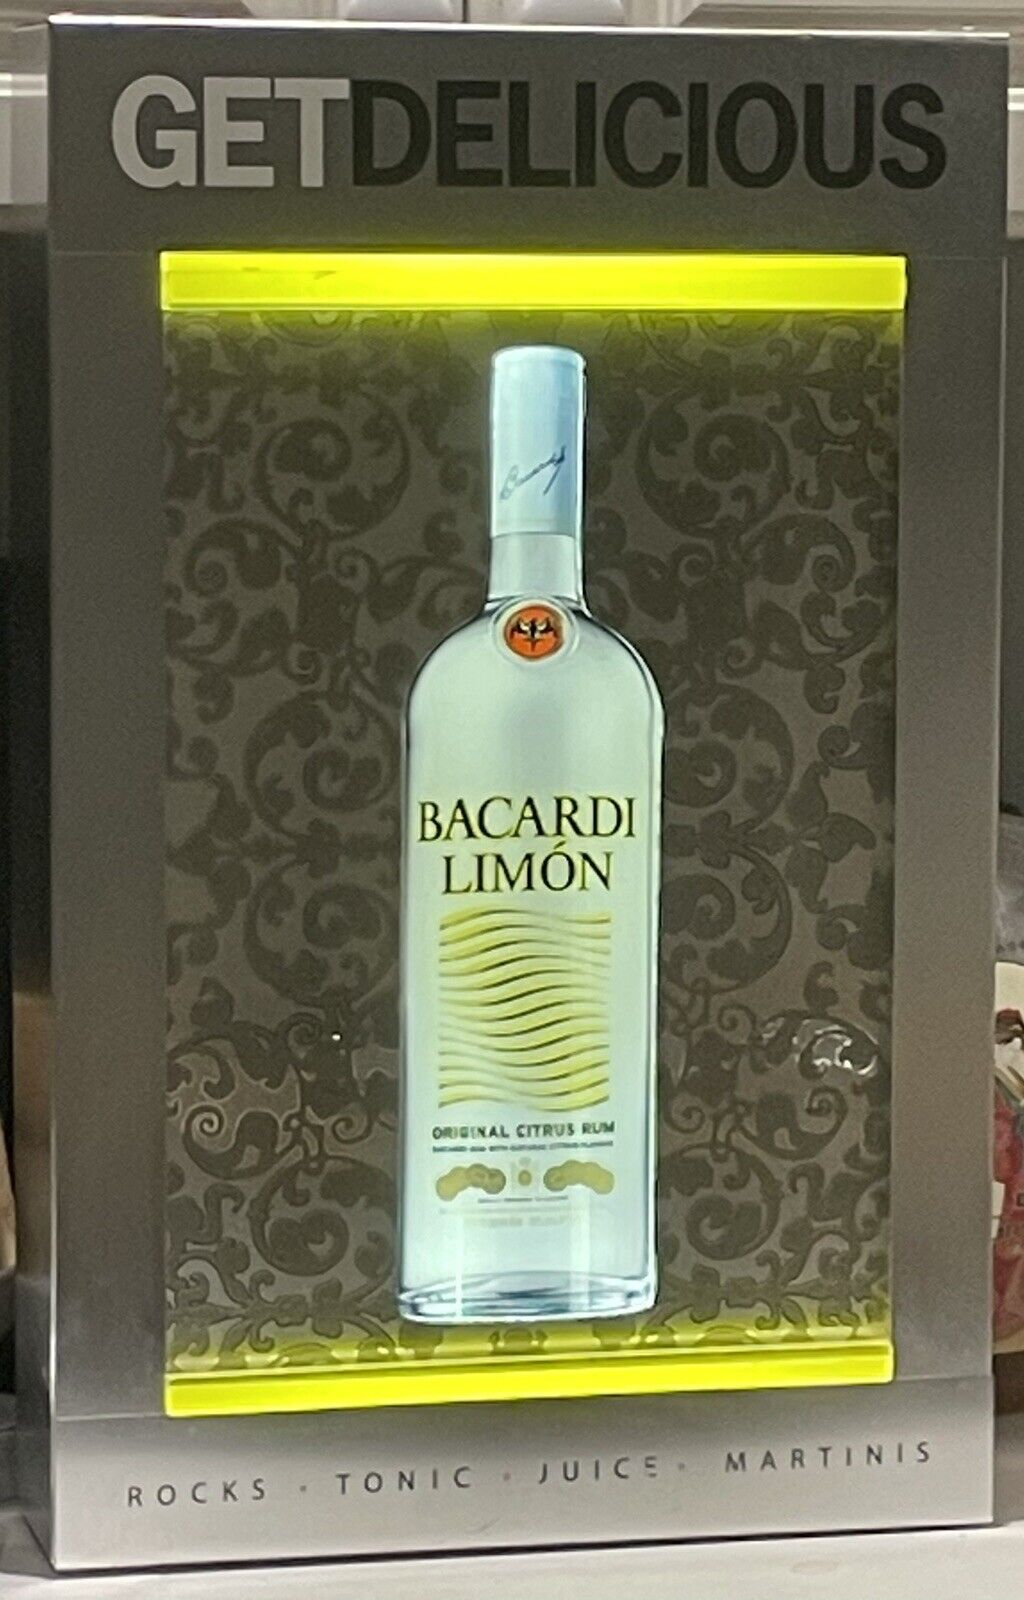 GETDELICIOUS
BACARDI
LIMÓN
ORIGINAL CITRUS RUM
ROCKS · TONIC · JUICE · MARTINIS